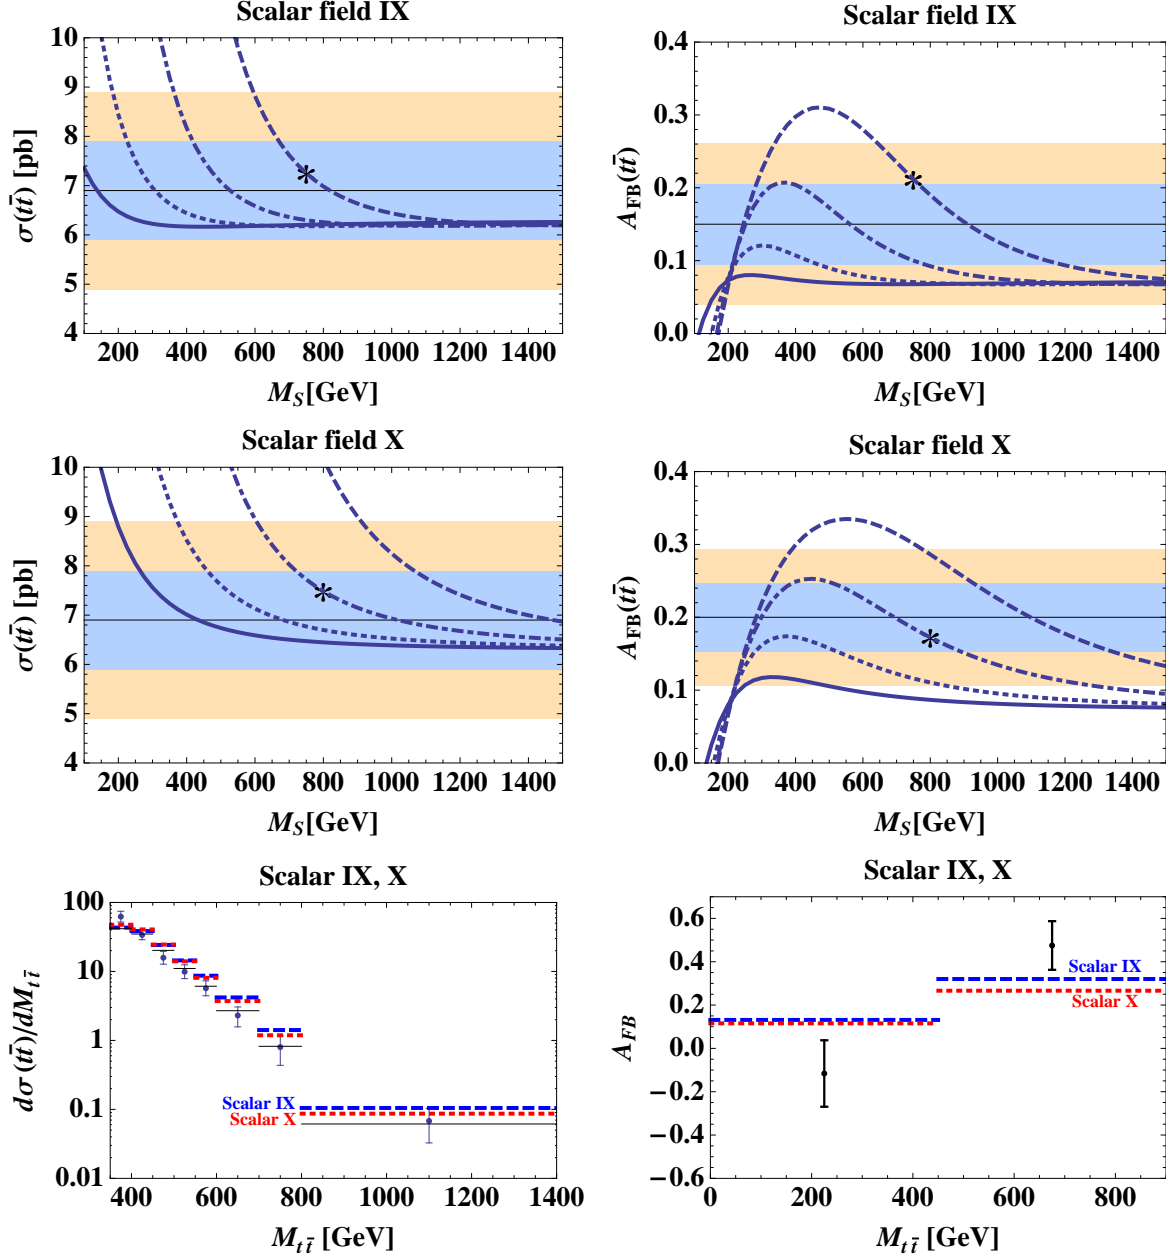 Scalar field IX
10
9
8
7
6
5
4
σ(tt̄) [pb]
200 400 600 800 1000 1200 1400
M_S[GeV]
Scalar field IX
0.4
0.3
0.2
0.1
0.0
A_FB(tt̄)
200 400 600 800 1000 1200 1400
M_S[GeV]
Scalar field X
10
9
8
7
6
5
4
σ(tt̄) [pb]
200 400 600 800 1000 1200 1400
M_S[GeV]
Scalar field X
0.4
0.3
0.2
0.1
0.0
A_FB(tt̄)
200 400 600 800 1000 1200 1400
M_S[GeV]
Scalar IX, X
100
10
1
0.1
0.01
dσ(tt̄)/dM_tt̄
Scalar IX
Scalar X
400 600 800 1000 1200 1400
M_tt̄ [GeV]
Scalar IX, X
0.6
0.4
0.2
0.0
−0.2
−0.4
−0.6
A_FB
Scalar IX
Scalar X
0 200 400 600 800
M_tt̄ [GeV]